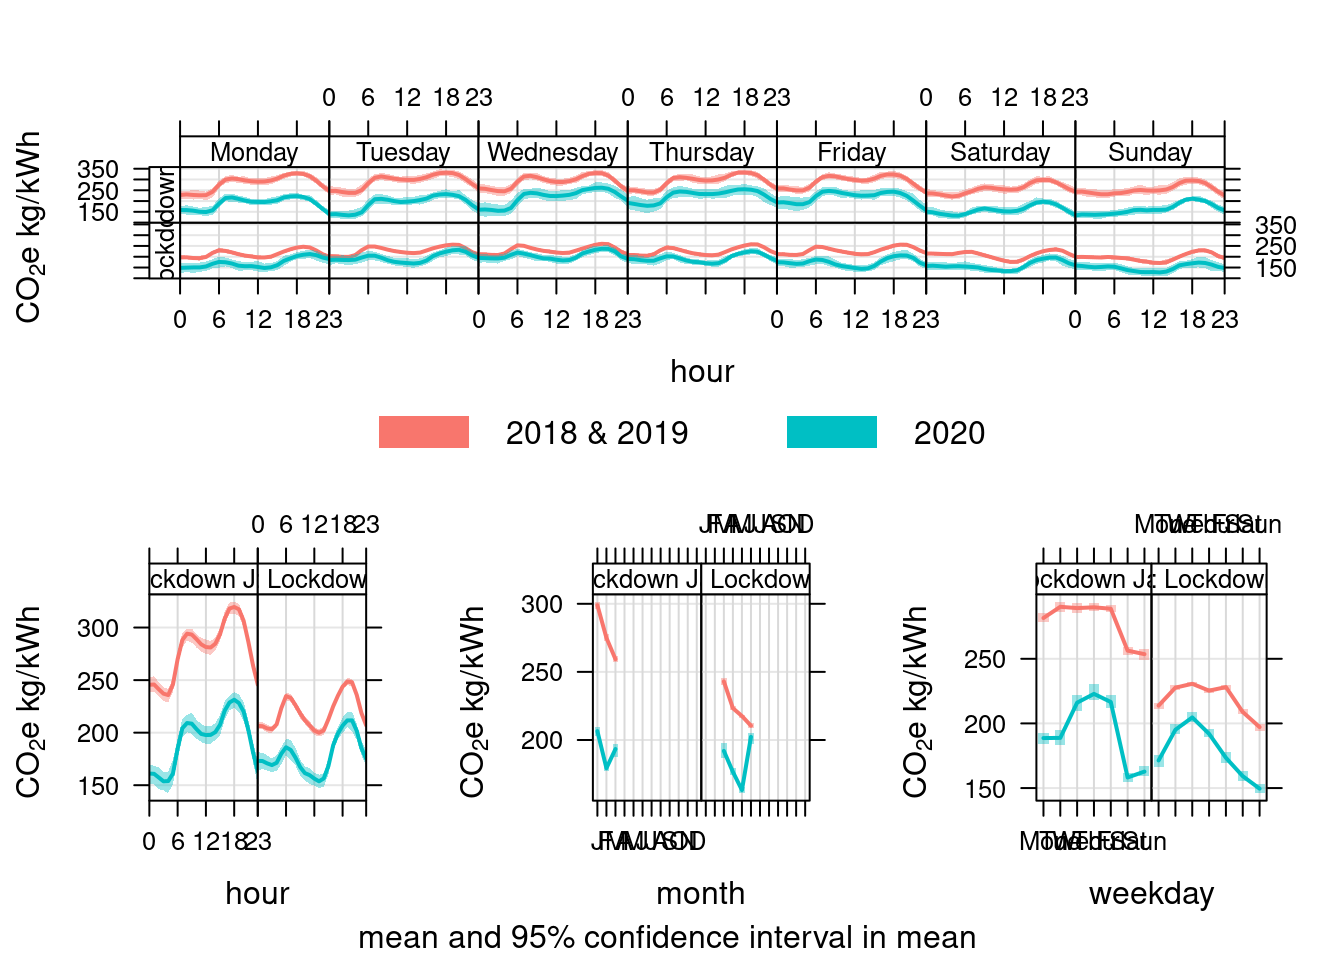 0 6 12 18 23 0 6 12 18 23 0 6 12 18 23
Monday Tuesday Wednesday Thursday Friday Saturday Sunday
CO₂e kg/kWh
350
250
150
350
250
150
0 6 12 18 23 0 6 12 18 23 0 6 12 18 23 0 6 12 18 23
hour
2018 & 2019 2020
0 6 12 18 23
ckdown J Lockdow
CO₂e kg/kWh
300
250
200
150
0 6 12 18 23
hour
ckdown J Lockdow
CO₂e kg/kWh
300
250
200
month
ockdown Ja Lockdow
CO₂e kg/kWh
250
200
150
weekday
mean and 95% confidence interval in mean